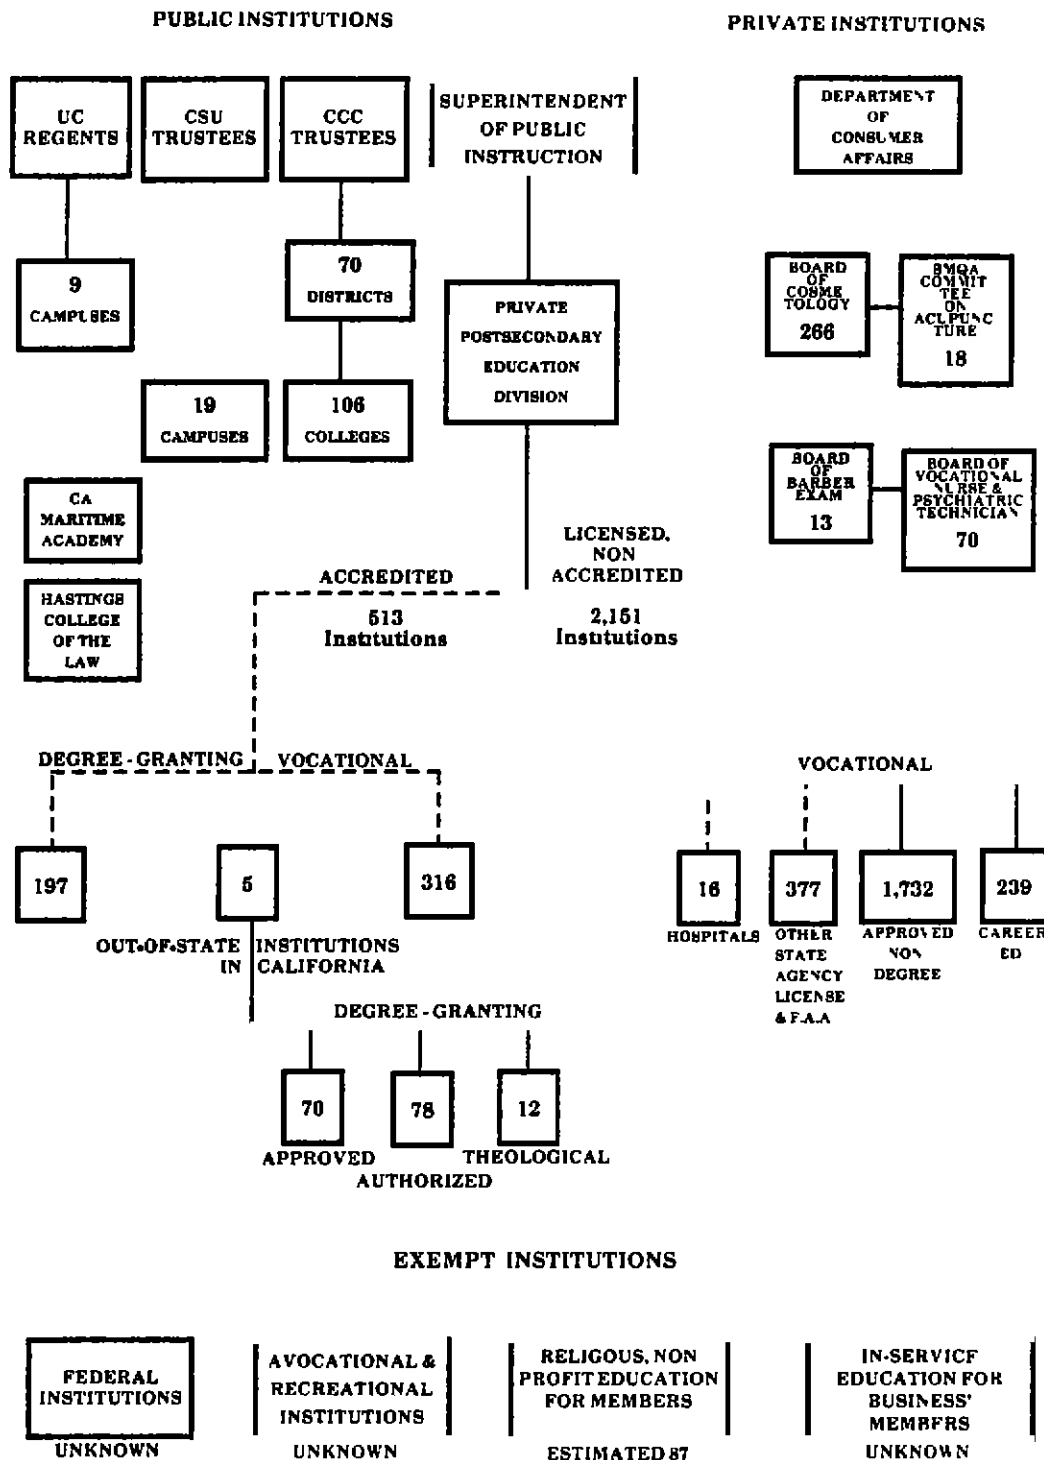 PUBLIC INSTITUTIONS
PRIVATE INSTITUTIONS
UC
REGENTS
CSU
TRUSTEES
CCC
TRUSTEES
SUPERINTENDENT
OF PUBLIC
INSTRUCTION
DEPARTMENT
OF
CONSUMER
AFFAIRS
9
CAMPUSES
70
DISTRICTS
PRIVATE
POSTSECONDARY
EDUCATION
DIVISION
BOARD
OF
COSME
TOLOGY
266
BMQA
COMMIT
TEE
ON
ACUPUNC
TURE
18
19
CAMPUSES
106
COLLEGES
BOARD
OF
BARBER
EXAM
13
BOARD OF
VOCATIONAL
NURSE &
PSYCHIATRIC
TECHNICIAN
70
CA
MARITIME
ACADEMY
HASTINGS
COLLEGE
OF THE
LAW
ACCREDITED
513
Institutions
LICENSED,
NON
ACCREDITED
2,151
Institutions
DEGREE-GRANTING
VOCATIONAL
VOCATIONAL
197
5
316
OUT-OF-STATE INSTITUTIONS
IN CALIFORNIA
16
HOSPITALS
377
OTHER
STATE
AGENCY
LICENSE
& F.A.A
1,732
APPROVED
NON
DEGREE
239
CAREER
ED
DEGREE-GRANTING
70
APPROVED
78
AUTHORIZED
12
THEOLOGICAL
EXEMPT INSTITUTIONS
FEDERAL
INSTITUTIONS
UNKNOWN
AVOCATIONAL &
RECREATIONAL
INSTITUTIONS
UNKNOWN
RELIGOUS, NON
PROFIT EDUCATION
FOR MEMBERS
ESTIMATED 87
IN-SERVICE
EDUCATION FOR
BUSINESS'
MEMBERS
UNKNOWN